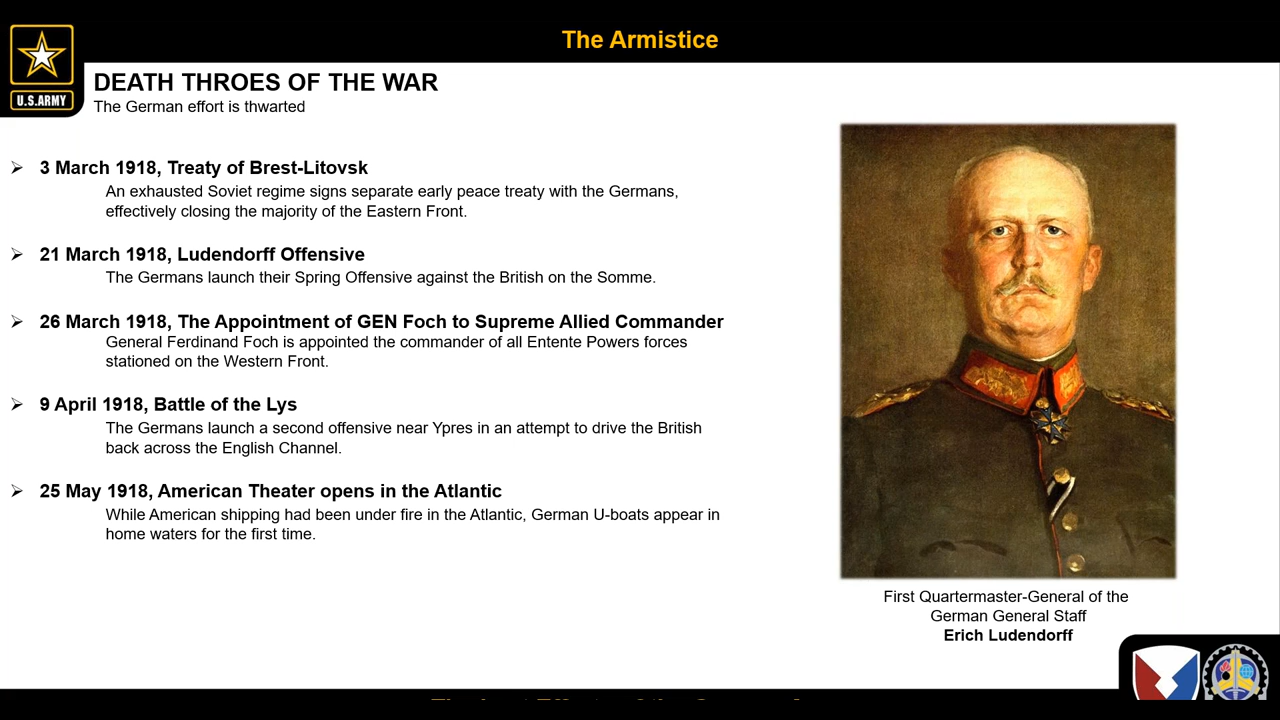 The Armistice
U.S.ARMY
DEATH THROES OF THE WAR
The German effort is thwarted
3 March 1918, Treaty of Brest-Litovsk
An exhausted Soviet regime signs separate early peace treaty with the Germans,
effectively closing the majority of the Eastern Front.
21 March 1918, Ludendorff Offensive
The Germans launch their Spring Offensive against the British on the Somme.
26 March 1918, The Appointment of GEN Foch to Supreme Allied Commander
General Ferdinand Foch is appointed the commander of all Entente Powers forces
stationed on the Western Front.
9 April 1918, Battle of the Lys
The Germans launch a second offensive near Ypres in an attempt to drive the British
back across the English Channel.
25 May 1918, American Theater opens in the Atlantic
While American shipping had been under fire in the Atlantic, German U-boats appear in
home waters for the first time.
First Quartermaster-General of the
German General Staff
Erich Ludendorff